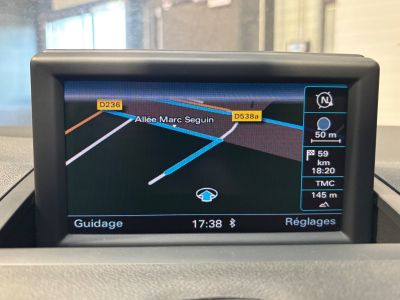 D236
D538a
Allée Marc Seguin
N
50 m
59
km
18:20
TMC
145 m
Guidage
17:38
Réglages